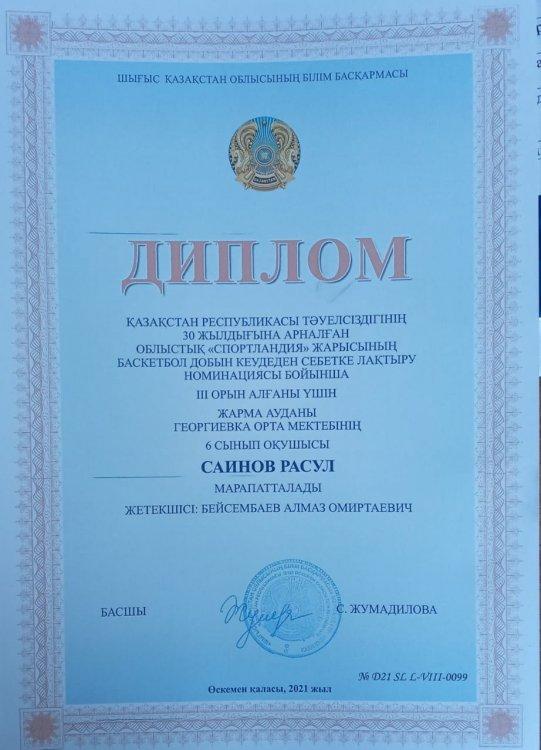 ШЫҒЫС ҚАЗАҚСТАН ОБЛЫСЫНЫҢ БІЛІМ БАСҚАРМАСЫ
ДИПЛОМ
ҚАЗАҚСТАН РЕСПУБЛИКАСЫ ТӘУЕЛСІЗДІГІНІҢ
30 ЖЫЛДЫҒЫНА АРНАЛҒАН
ОБЛЫСТЫҚ «СПОРТЛАНДИЯ» ЖАРЫСЫНЫҢ
БАСКЕТБОЛ ДОБЫН КЕУДЕДЕН СЕБЕТКЕ ЛАҚТЫРУ
НОМИНАЦИЯСЫ БОЙЫНША
ІІІ ОРЫН АЛҒАНЫ ҮШІН
ЖАРМА АУДАНЫ
ГЕОРГИЕВКА ОРТА МЕКТЕБІНІҢ
6 СЫНЫП ОҚУШЫСЫ
САИНОВ РАСУЛ
МАРАПАТТАЛАДЫ
ЖЕТЕКШІСІ: БЕЙСЕМБАЕВ АЛМАЗ ОМИРТАЕВИЧ
БАСШЫ С. ЖУМАДИЛОВА
№ D21 SL L-VIII-0099
Өскемен қаласы, 2021 жыл